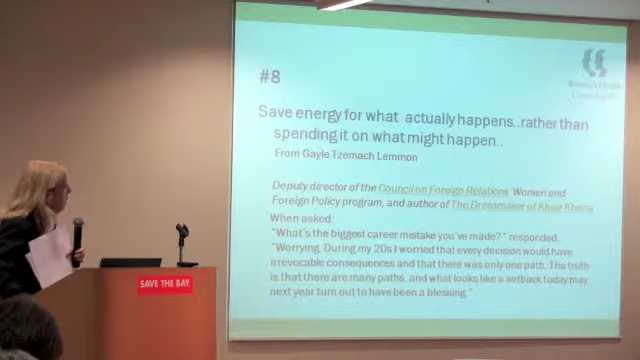 #8
Women's Health
Save energy for what actually happens..rather than
spending it on what might happen..
From Gayle Tzemach Lemmon
Deputy director of the Council on Foreign Relations' Women and
Foreign Policy program, and author of The Dressmaker of Khair Khana
When asked:
"What's the biggest career mistake you've made?" responded:
"Worrying. During my 20s I worried that every decision would have
irrevocable consequences and that there was only one path. The truth
is that there are many paths, and what looks like a setback today may
next year turn out to have been a blessing."
SAVE THE BAY